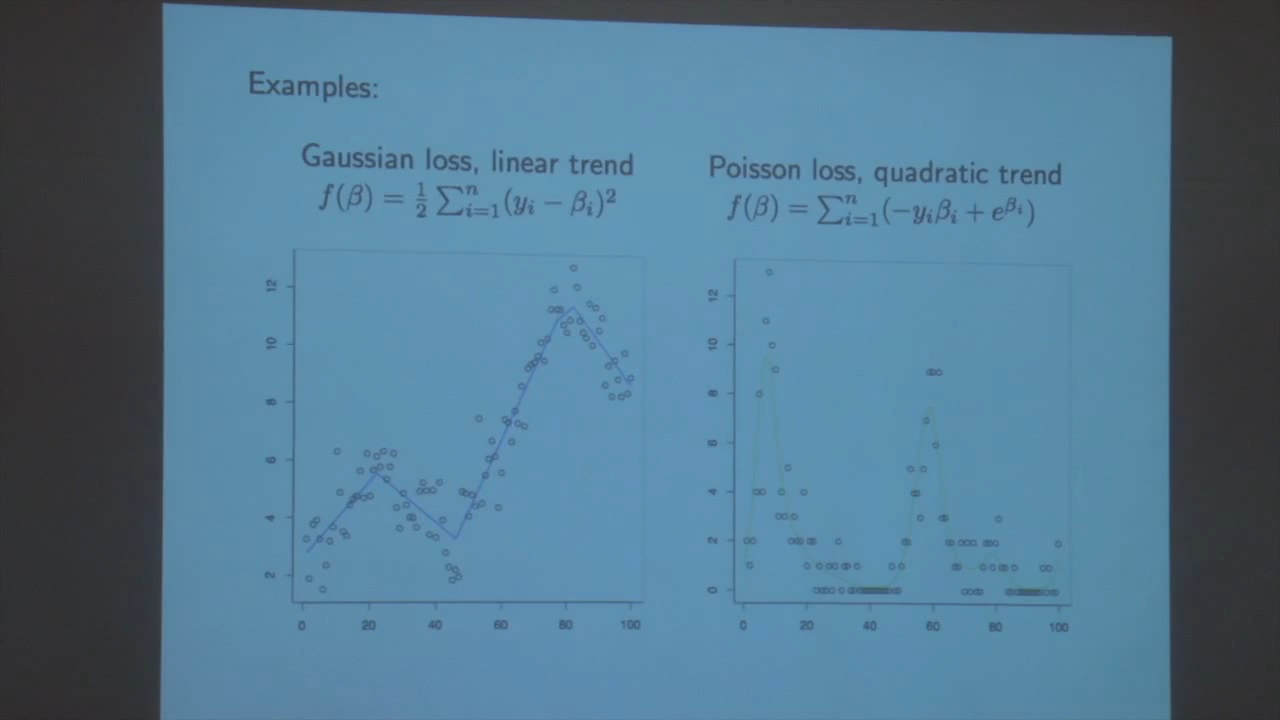 Examples:
Gaussian loss, linear trend
f(β) = ½ ∑ⁿᵢ₌₁(yᵢ − βᵢ)²
12
10
8
6
4
2
0 20 40 60 80 100
Poisson loss, quadratic trend
f(β) = ∑ⁿᵢ₌₁(−yᵢβᵢ + e^{βᵢ})
12
10
8
6
4
2
0
0 20 40 60 80 100